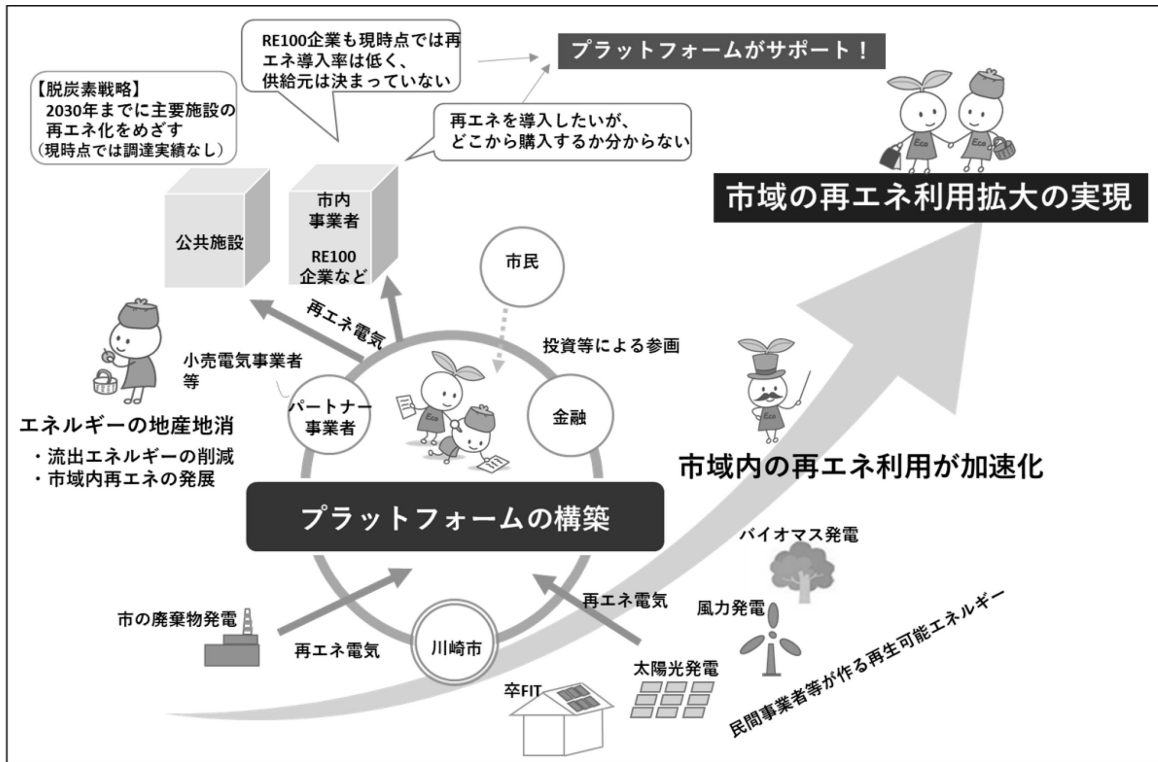 RE100企業も現時点では再
エネ導入率は低く、
供給元は決まっていない
プラットフォームがサポート！
【脱炭素戦略】
2030年までに主要施設の
再エネ化をめざす
（現時点では調達実績なし）
再エネを導入したいが、
どこから購入するか分からない
Eco
Eco
市域の再エネ利用拡大の実現
公共施設
市内
事業者
RE100
企業など
市民
再エネ電気
投資等による参画
小売電気事業者
等
パートナー
事業者
Eco
金融
エネルギーの地産地消
・流出エネルギーの削減
・市域内再エネの発展
市域内の再エネ利用が加速化
プラットフォームの構築
バイオマス発電
市の廃棄物発電
再エネ電気
再エネ電気
風力発電
川崎市
太陽光発電
卒FIT
民間事業者等が作る再生可能エネルギー